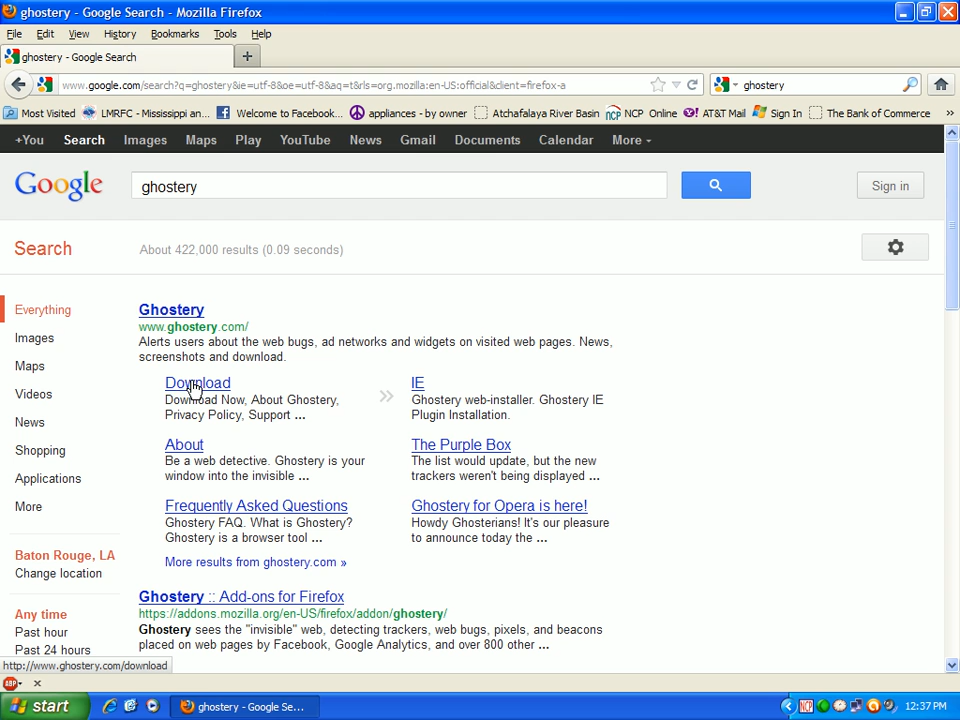 ghostery - Google Search - Mozilla Firefox
File Edit View History Bookmarks Tools Help
ghostery - Google Search
www.google.com/search?q=ghostery&ie=utf-8&oe=utf-8&aq=t&rls=org.mozilla:en-US:official&client=firefox-a
ghostery
Most Visited LMRFC - Mississippi an... Welcome to Facebook... appliances - by owner Atchafalaya River Basin NCP Online AT&T Mail Sign In The Bank of Commerce »
+You Search Images Maps Play YouTube News Gmail Documents Calendar More
Google ghostery Sign in
Search About 422,000 results (0.09 seconds)
Everything
Images
Maps
Videos
News
Shopping
Applications
More
Baton Rouge, LA
Change location
Any time
Past hour
Past 24 hours
Ghostery
www.ghostery.com/
Alerts users about the web bugs, ad networks and widgets on visited web pages. News,
screenshots and download.
Download
Download Now, About Ghostery,
Privacy Policy, Support ...
»
IE
Ghostery web-installer. Ghostery IE
Plugin Installation.
About
Be a web detective. Ghostery is your
window into the invisible ...
The Purple Box
The list would update, but the new
trackers weren't being displayed ...
Frequently Asked Questions
Ghostery FAQ. What is Ghostery?
Ghostery is a browser tool ...
Ghostery for Opera is here!
Howdy Ghosterians! It's our pleasure
to announce today the ...
More results from ghostery.com »
Ghostery :: Add-ons for Firefox
https://addons.mozilla.org/en-US/firefox/addon/ghostery/
Ghostery sees the "invisible" web, detecting trackers, web bugs, pixels, and beacons
placed on web pages by Facebook, Google Analytics, and over 800 other ...
http://www.ghostery.com/download
ABP
start ghostery - Google Se... NCP 12:37 PM